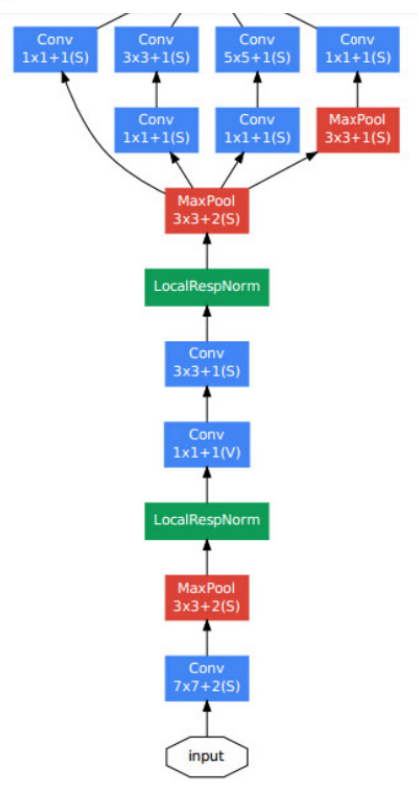 Conv
1x1+1(S)
Conv
3x3+1(S)
Conv
5x5+1(S)
Conv
1x1+1(S)
Conv
1x1+1(S)
Conv
1x1+1(S)
MaxPool
3x3+1(S)
MaxPool
3x3+2(S)
LocalRespNorm
Conv
3x3+1(S)
Conv
1x1+1(V)
LocalRespNorm
MaxPool
3x3+2(S)
Conv
7x7+2(S)
input